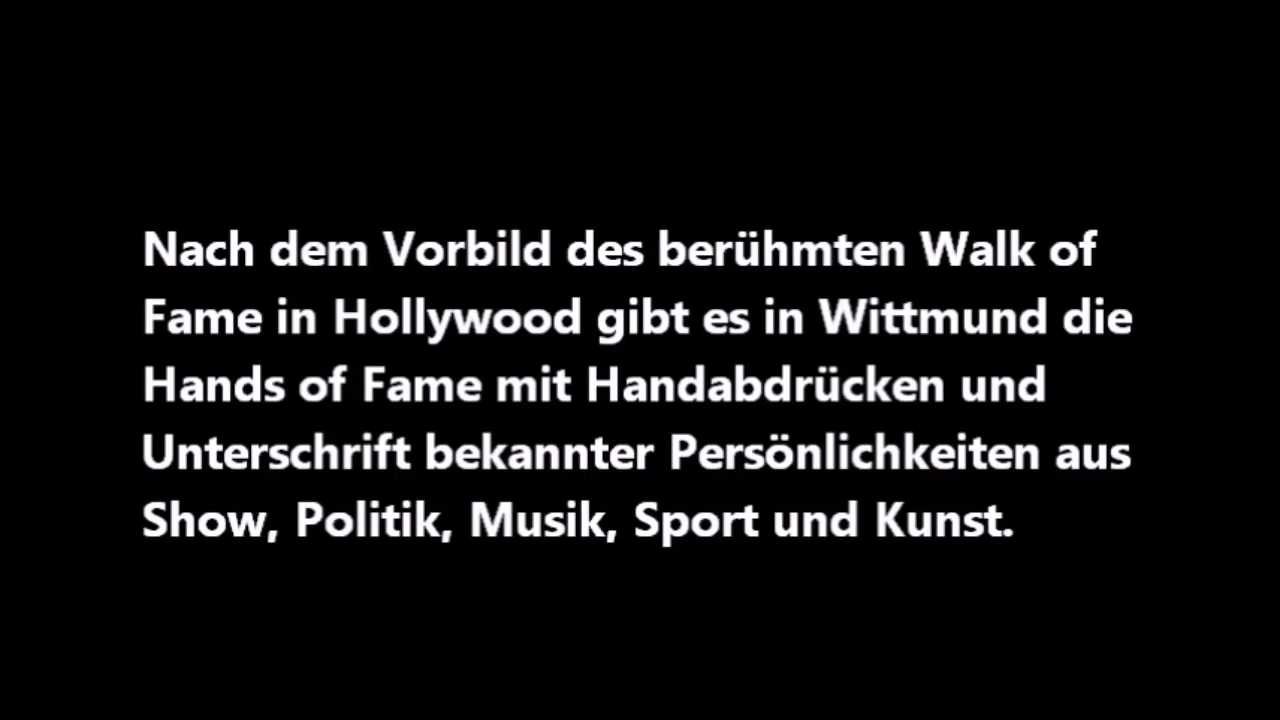 Nach dem Vorbild des berühmten Walk of
Fame in Hollywood gibt es in Wittmund die
Hands of Fame mit Handabdrücken und
Unterschrift bekannter Persönlichkeiten aus
Show, Politik, Musik, Sport und Kunst.